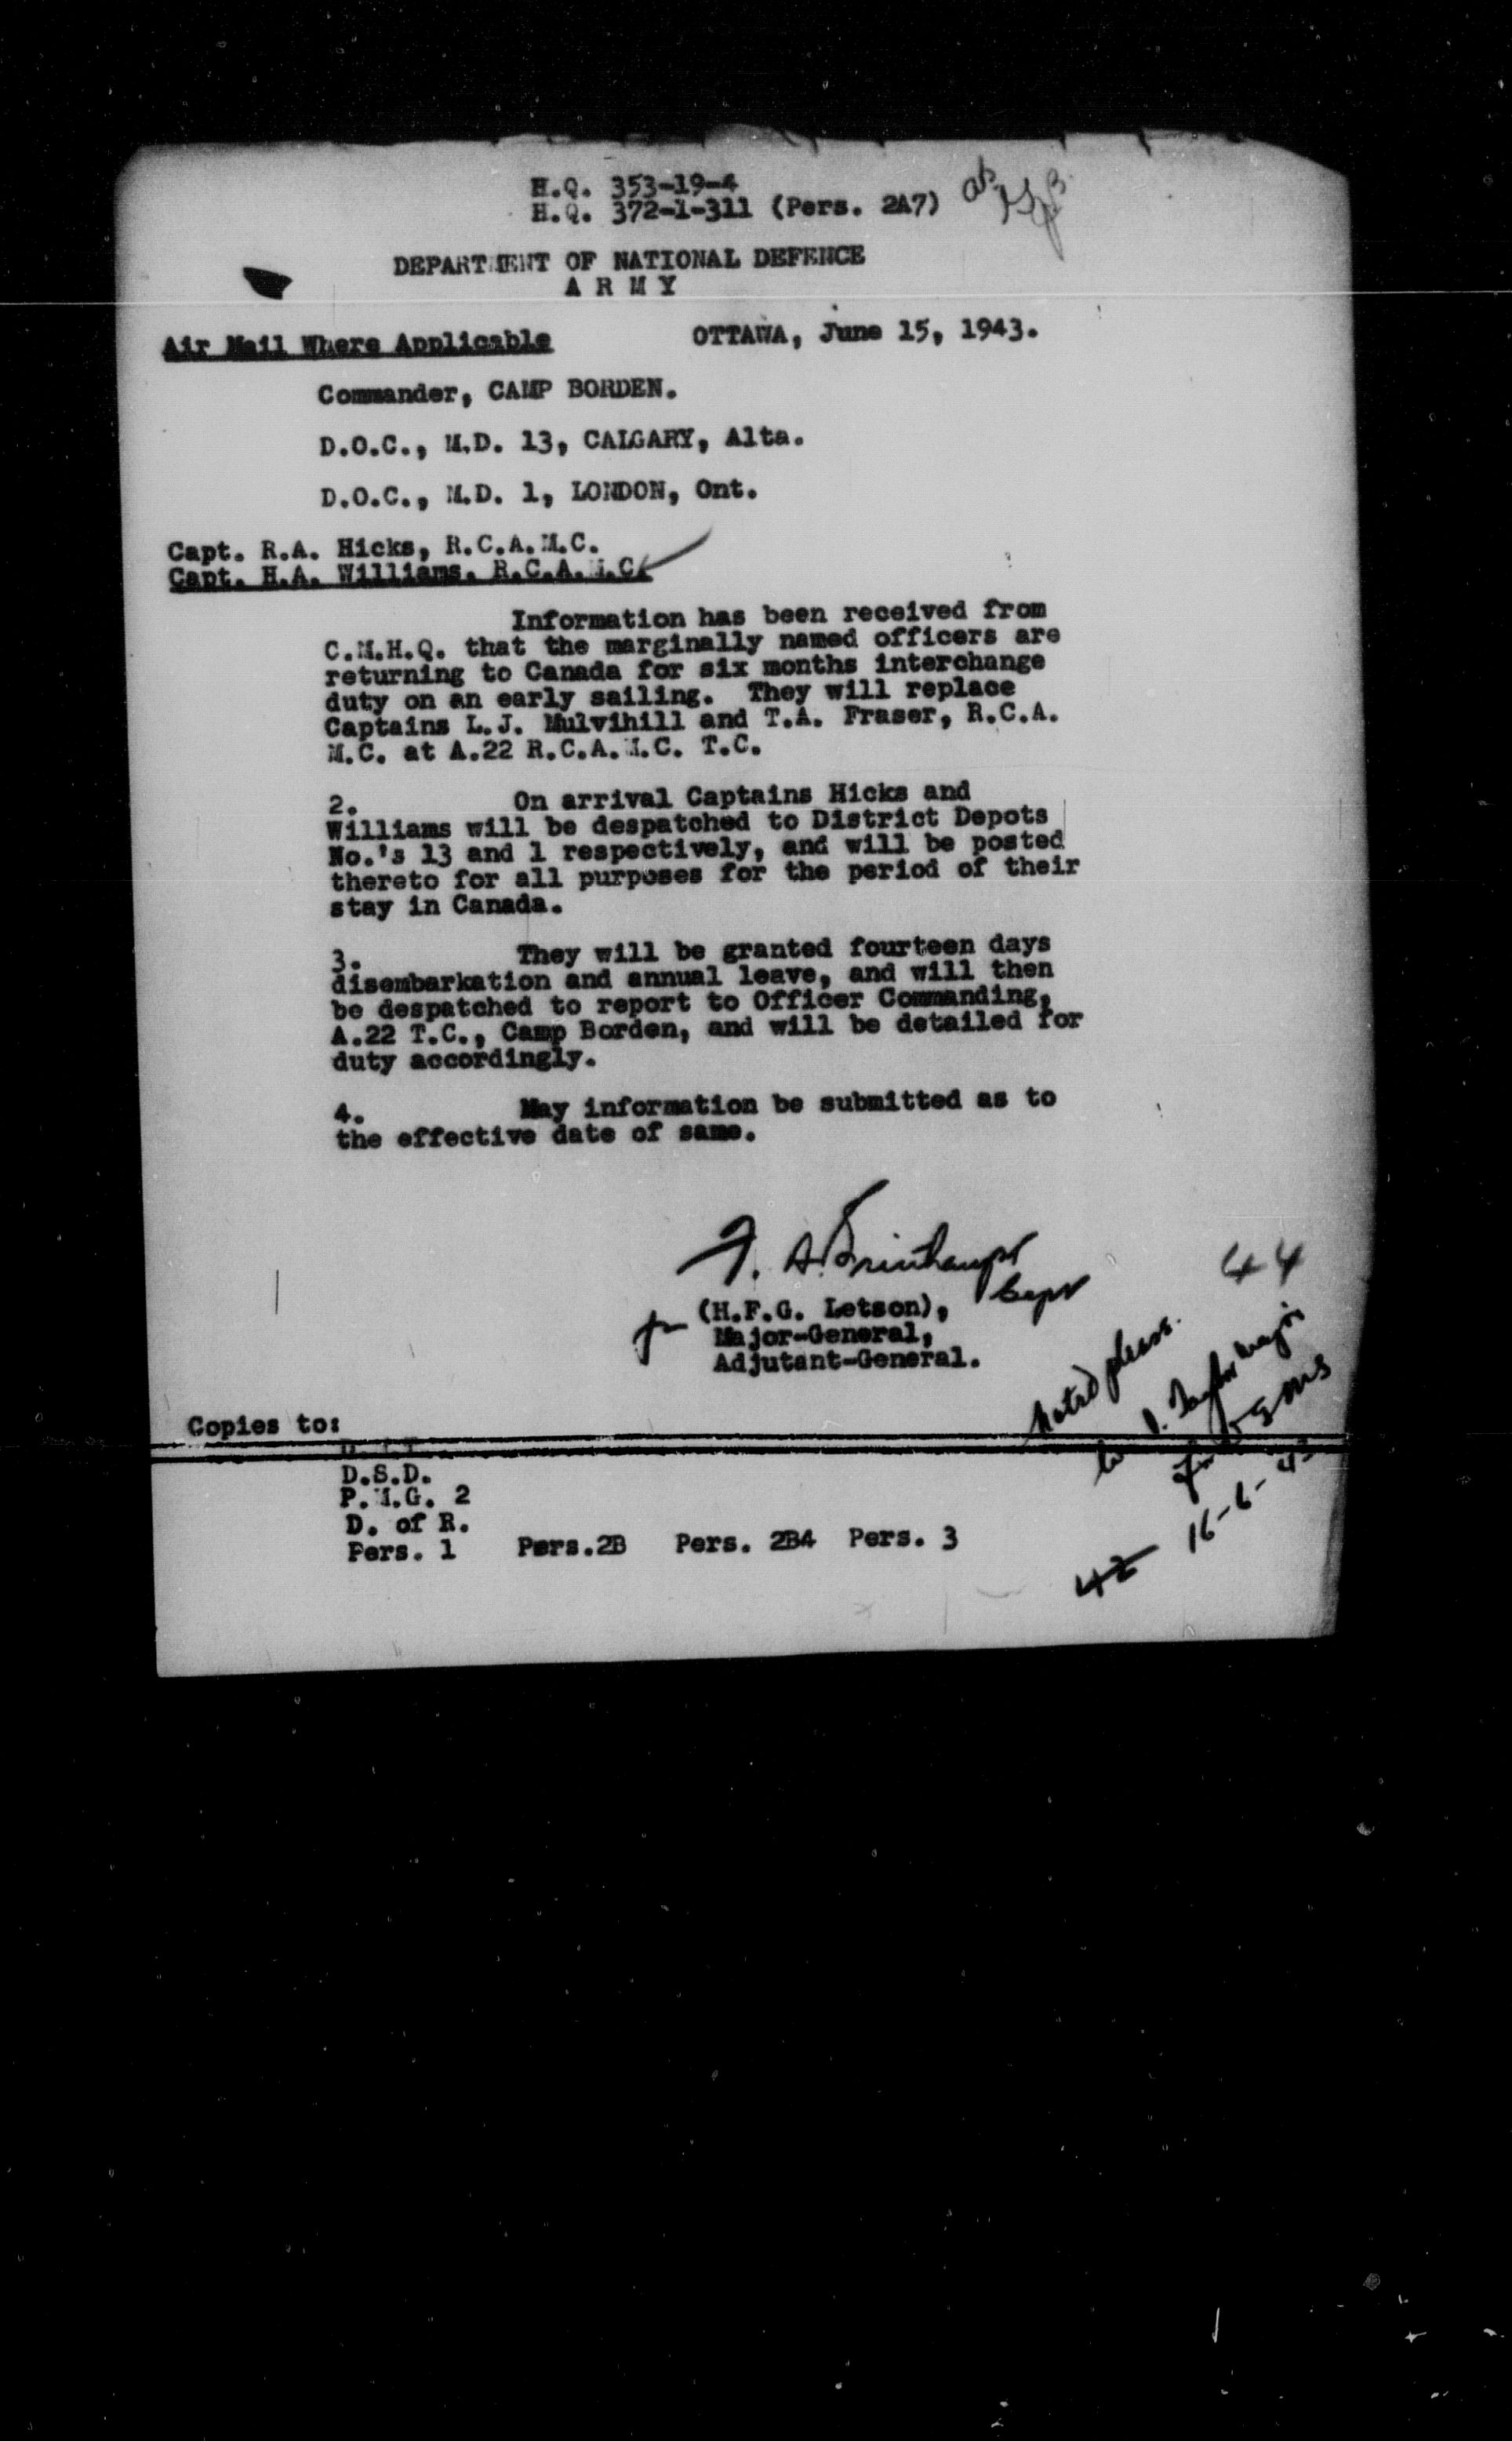 H.Q. 353-19-4
H.Q. 372-1-311 (Pers. 2A7)
DEPARTMENT OF NATIONAL DEFENCE
A R M Y
Air Mail Where Applicable OTTAWA, June 15, 1943.
Commander, CAMP BORDEN.
D.O.C., M.D. 13, CALGARY, Alta.
D.O.C., M.D. 1, LONDON, Ont.
Capt. R.A. Hicks, R.C.A.M.C.
Capt. H.A. Williams, R.C.A.M.C.
Information has been received from
C.M.H.Q. that the marginally named officers are
returning to Canada for six months interchange
duty on an early sailing. They will replace
Captains L.J. Mulvihill and T.A. Fraser, R.C.A.
M.C. at A.22 R.C.A.M.C. T.C.
2. On arrival Captains Hicks and
Williams will be despatched to District Depots
No.'s 13 and 1 respectively, and will be posted
thereto for all purposes for the period of their
stay in Canada.
3. They will be granted fourteen days
disembarkation and annual leave, and will then
be despatched to report to Officer Commanding,
A.22 T.C., Camp Borden, and will be detailed for
duty accordingly.
4. May information be submitted as to
the effective date of same.
Capt
44
for (H.F.G. Letson),
Major-General,
Adjutant-General.
Noted please.
Taylor Major
for DGMS
16-6-43
42
Copies to:
D.S.D.
P.M.G. 2
D. of R.
Pers. 1 Pers.2B Pers. 2B4 Pers. 3